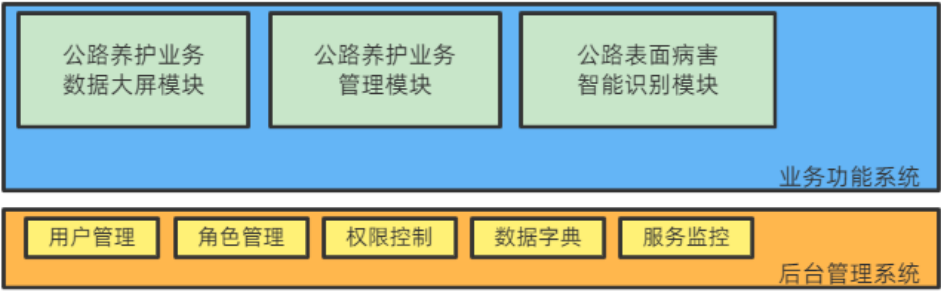 公路养护业务
数据大屏模块
公路养护业务
管理模块
公路表面病害
智能识别模块
业务功能系统
用户管理
角色管理
权限控制
数据字典
服务监控
后台管理系统